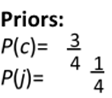 Priors:
P(c)= 3/4
P(j)= 1/4